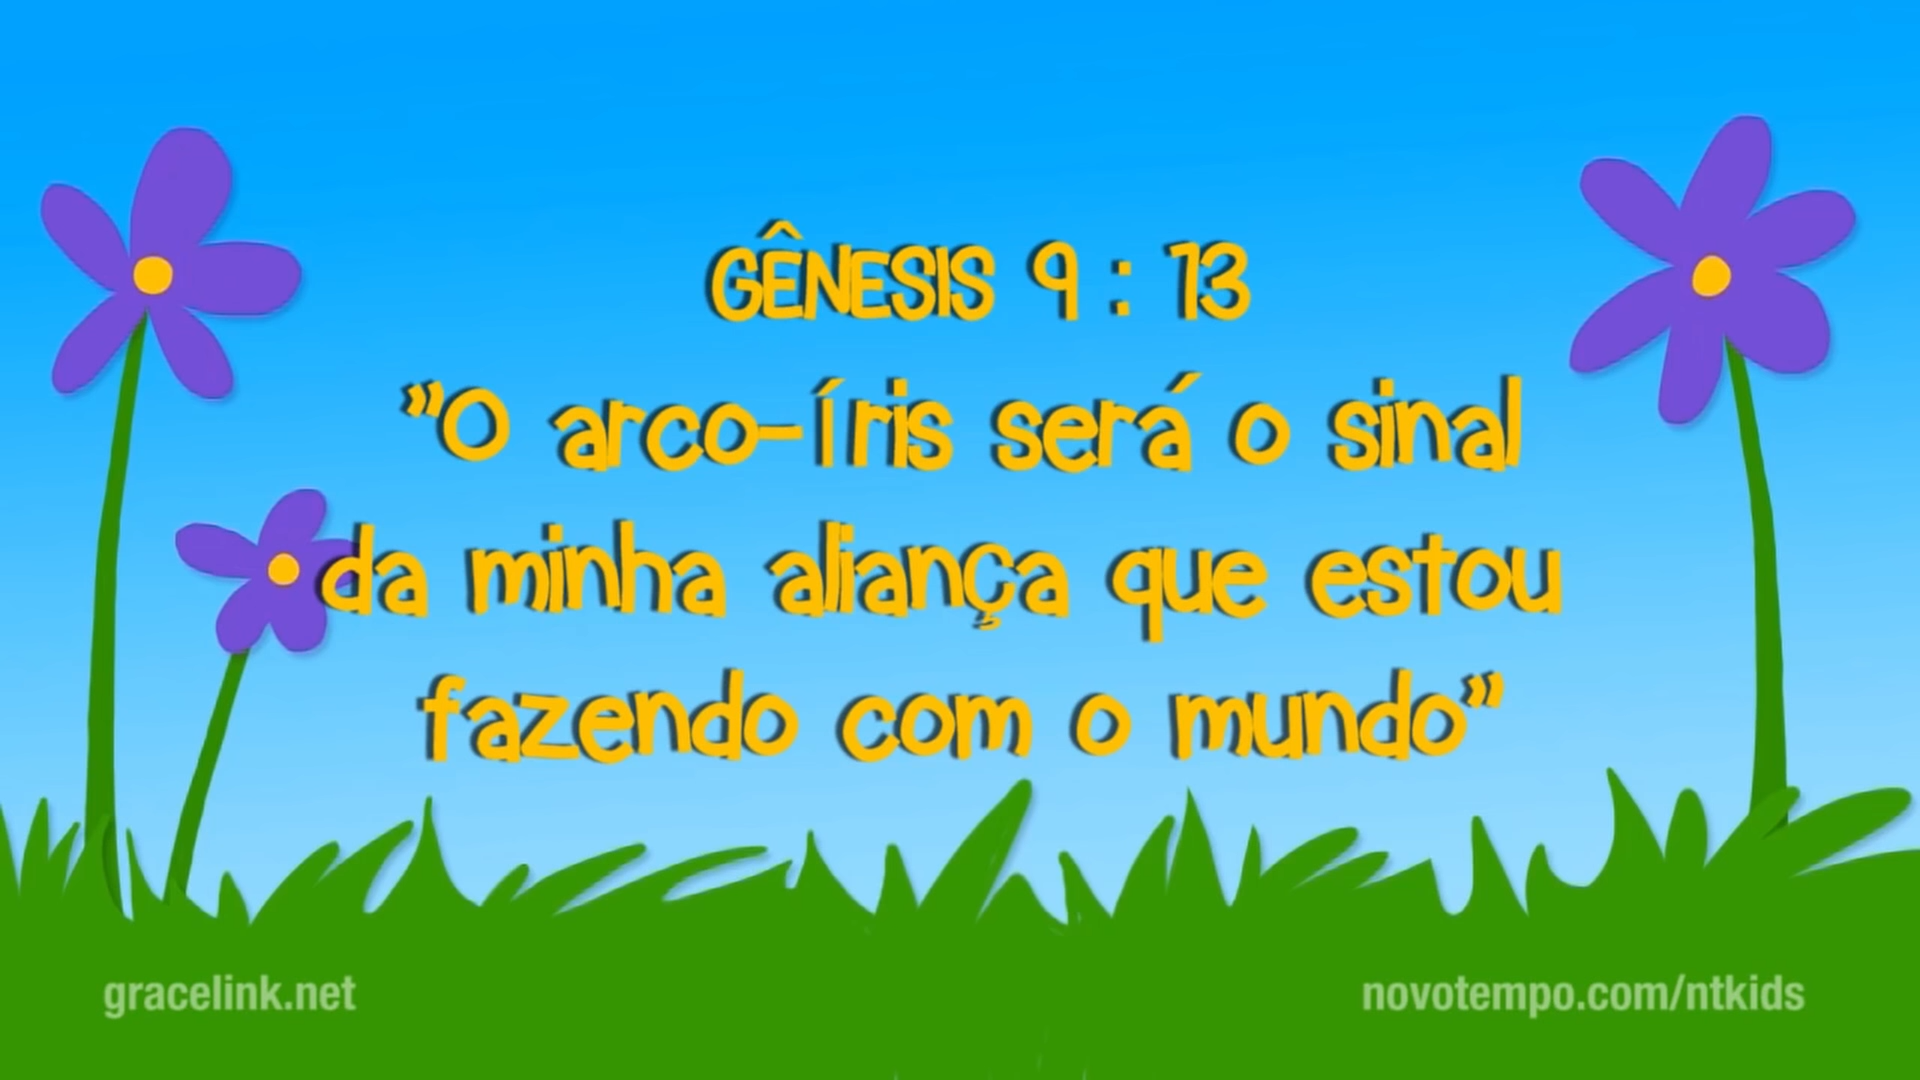 GÊNESIS 9 : 13
"O arco-íris será o sinal
da minha aliança que estou
fazendo com o mundo"
gracelink.net
novotempo.com/ntkids